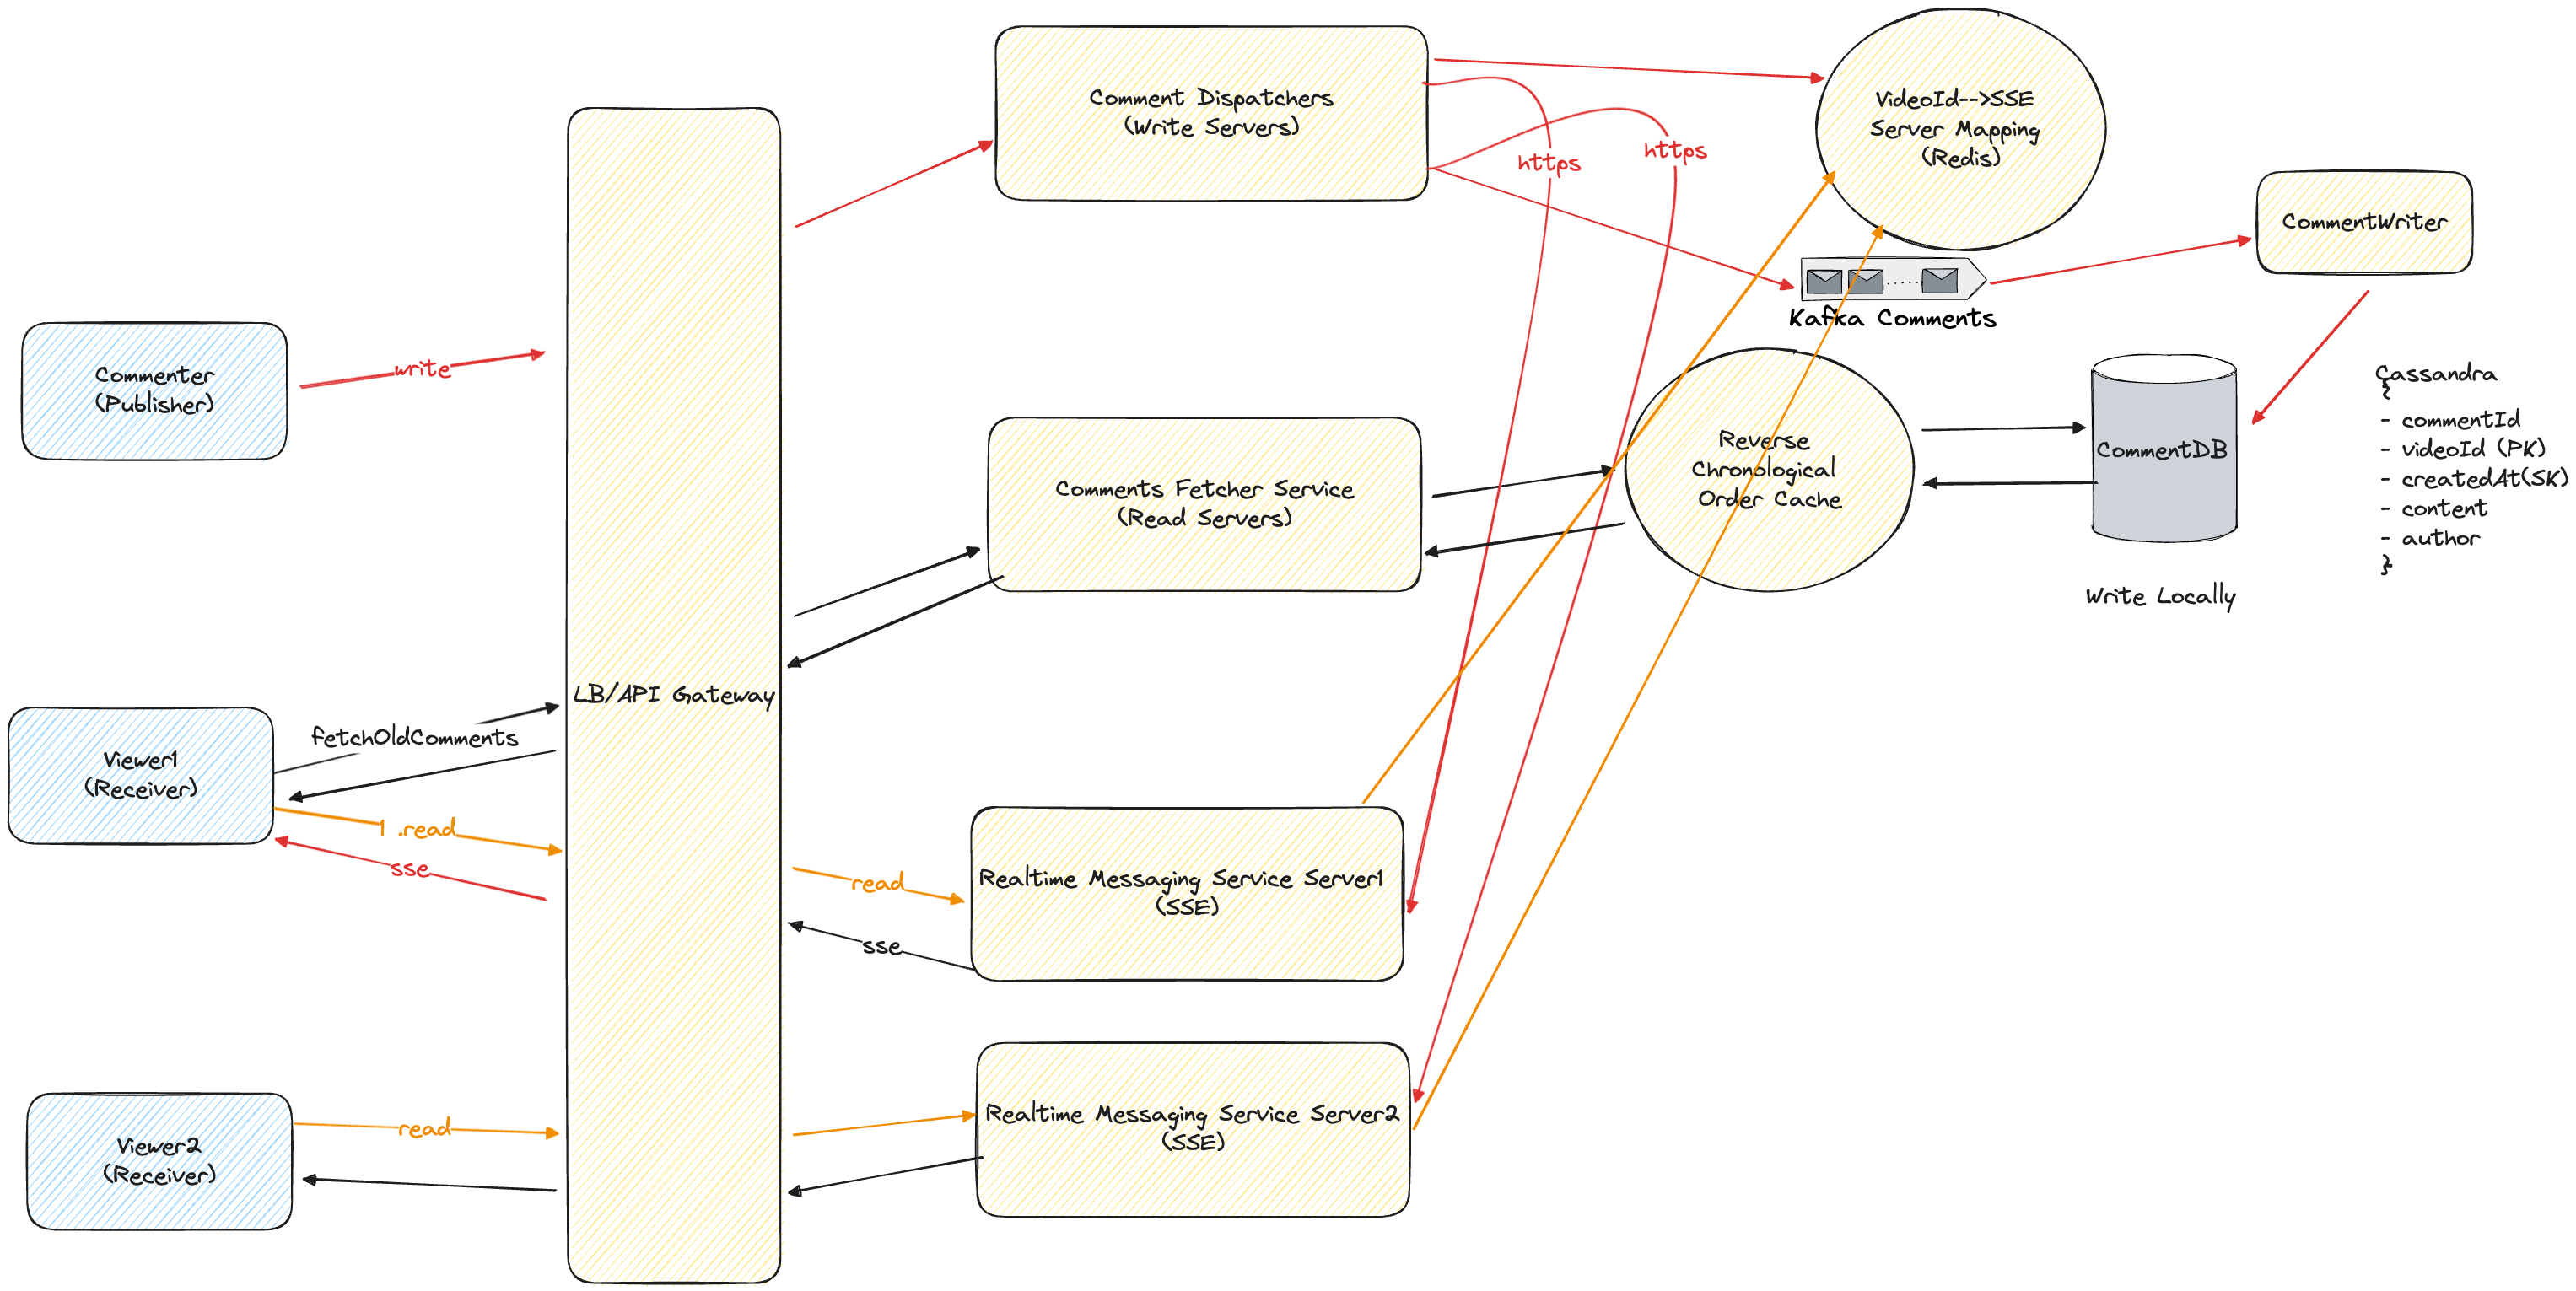 Comment Dispatchers
(Write Servers)
VideoId-->SSE
Server Mapping
(Redis)
https
https
CommentWriter
Kafka Comments
Commenter
(Publisher)
write
Cassandra
{
- commentId
- videoId (PK)
- createdAt(SK)
- content
- author
}
Reverse
Chronological
Order Cache
CommentDB
Write Locally
Comments Fetcher Service
(Read Servers)
LB/API Gateway
fetchOldComments
Viewer1
(Receiver)
1 .read
sse
read
sse
Realtime Messaging Service Server1
(SSE)
Viewer2
(Receiver)
read
Realtime Messaging Service Server2
(SSE)